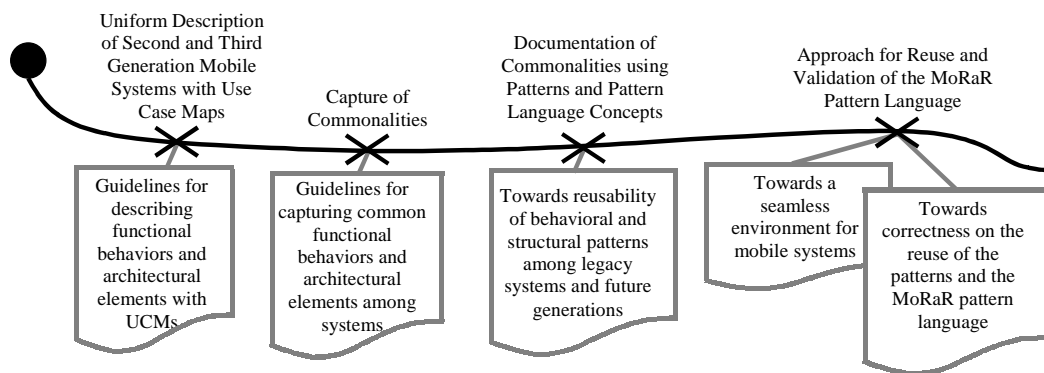 Uniform Description
of Second and Third
Generation Mobile
Systems with Use
Case Maps
Capture of
Commonalities
Documentation of
Commonalities using
Patterns and Pattern
Language Concepts
Approach for Reuse and
Validation of the MoRaR
Pattern Language
Guidelines for
describing
functional
behaviors and
architectural
elements with
UCMs
Guidelines for
capturing common
functional
behaviors and
architectural
elements among
systems
Towards reusability
of behavioral and
structural patterns
among legacy
systems and future
generations
Towards a
seamless
environment for
mobile systems
Towards
correctness on the
reuse of the
patterns and the
MoRaR pattern
language